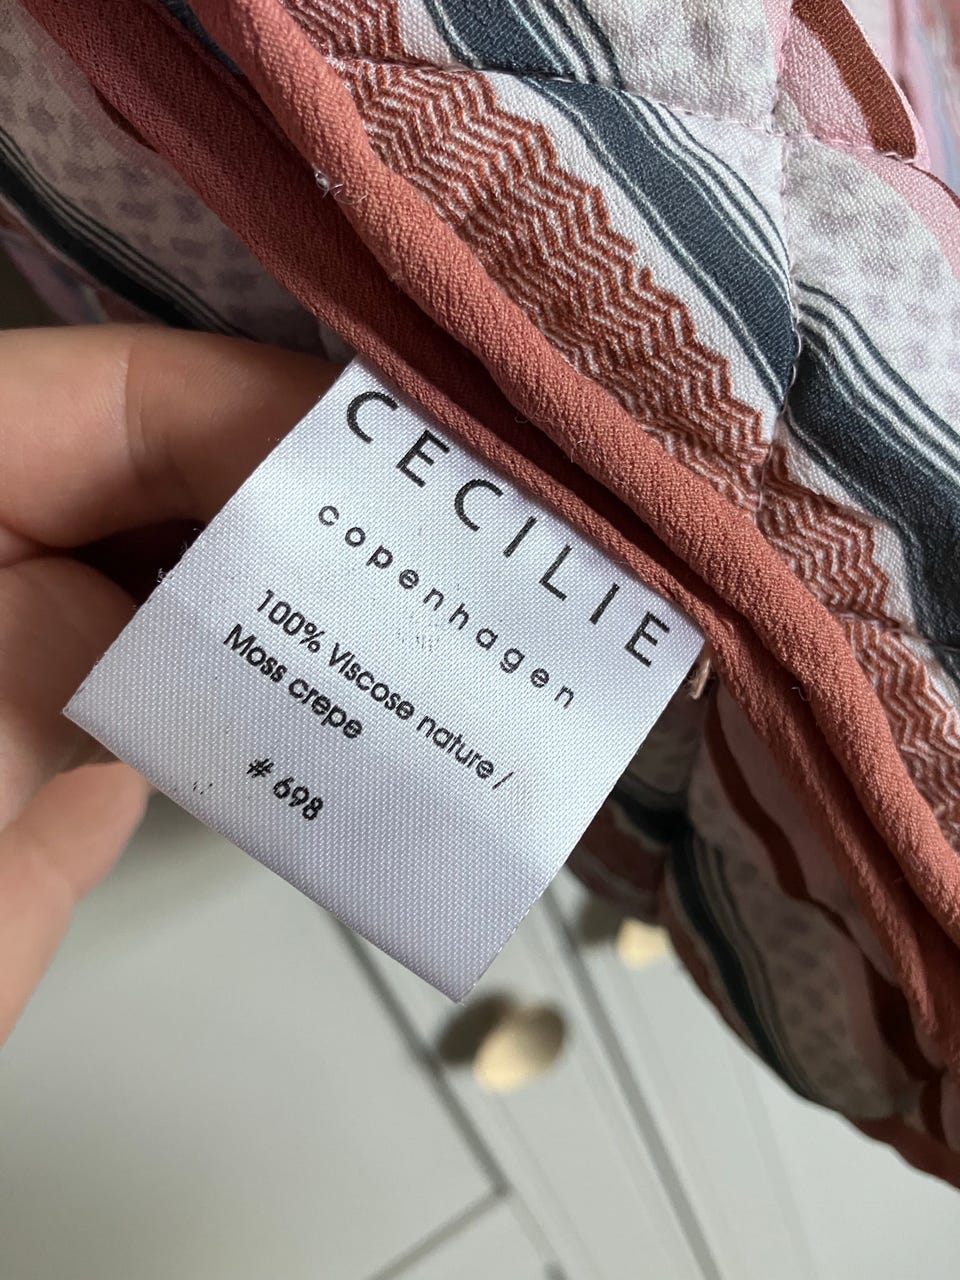 CECILIE
copenhagen
100% Viscose nature /
Moss crepe
# 698